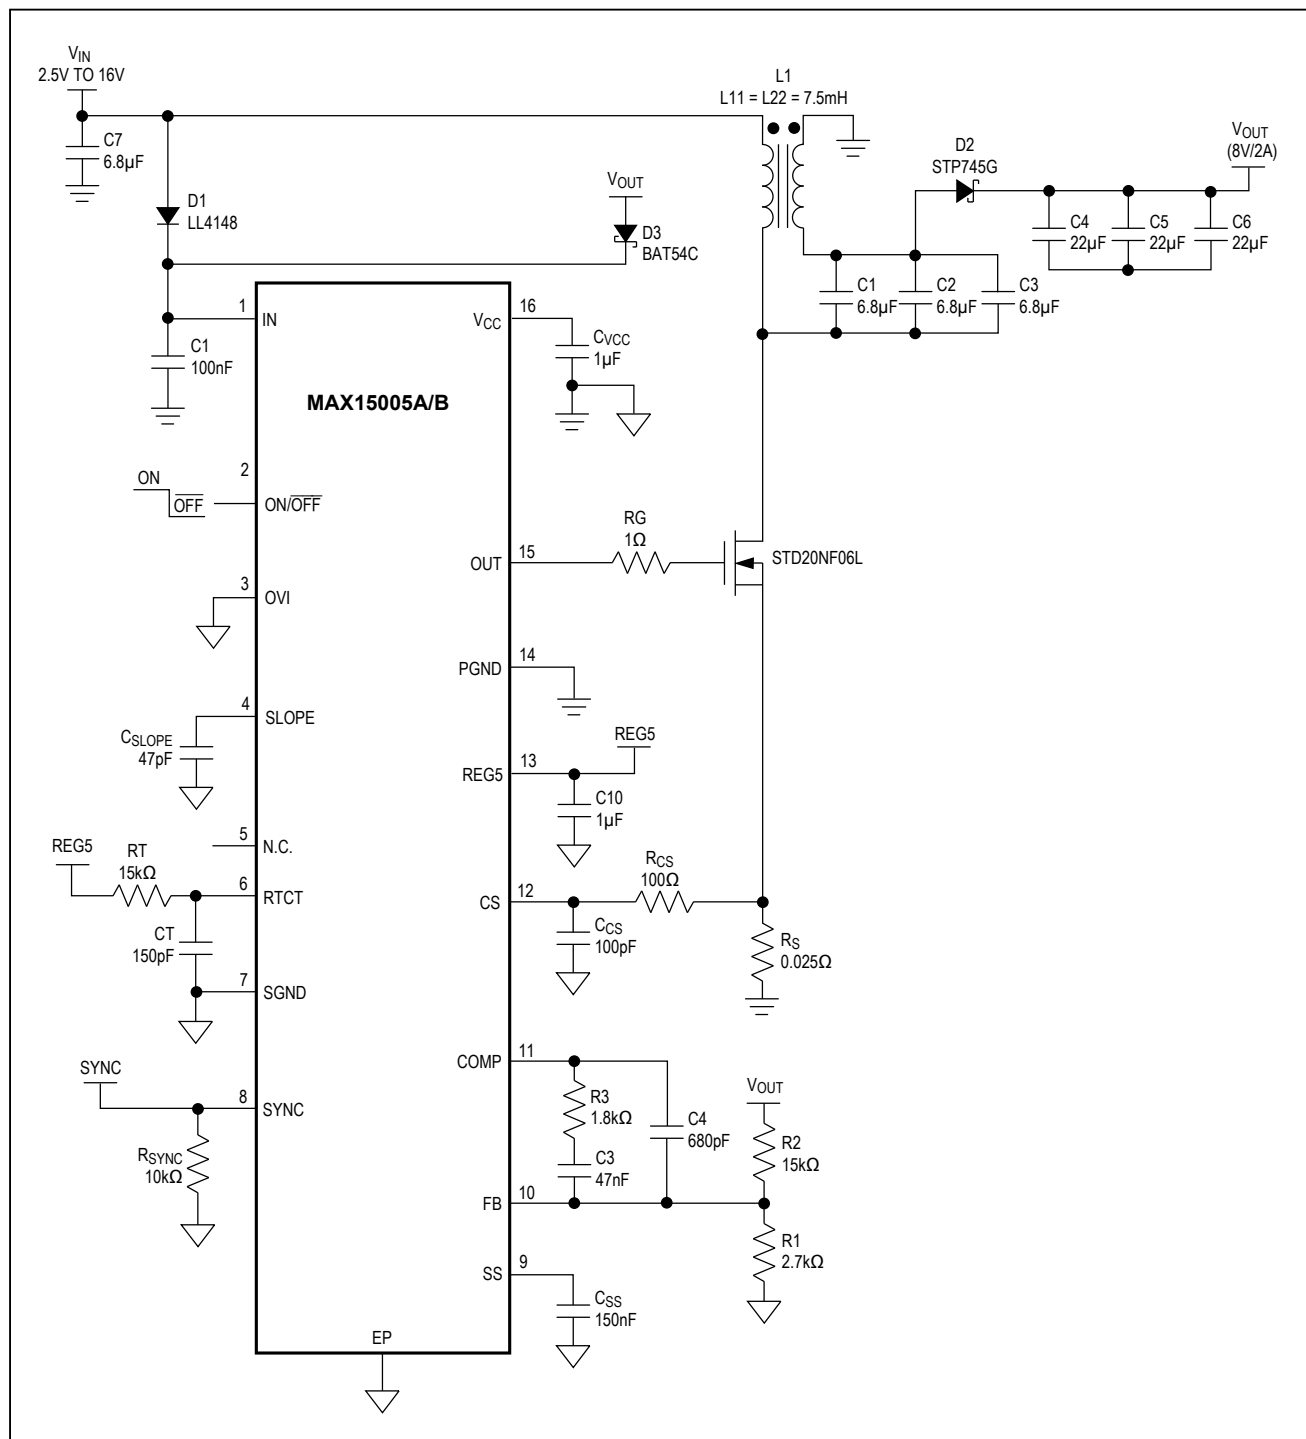 V_IN
2.5V TO 16V
C7
6.8µF
D1
LL4148
L1
L11 = L22 = 7.5mH
V_OUT
D3
BAT54C
D2
STP745G
V_OUT
(8V/2A)
C4
22µF
C5
22µF
C6
22µF
C1
6.8µF
C2
6.8µF
C3
6.8µF
1
IN
C1
100nF
V_CC
16
C_VCC
1µF
MAX15005A/B
ON
OFF
2
ON/OFF
OUT
15
RG
1Ω
STD20NF06L
3
OVI
PGND
14
4
SLOPE
C_SLOPE
47pF
REG5
13
REG5
C10
1µF
5
N.C.
REG5
RT
15kΩ
6
RTCT
CT
150pF
7
SGND
CS
12
R_CS
100Ω
C_CS
100pF
R_S
0.025Ω
SYNC
8
SYNC
R_SYNC
10kΩ
COMP
11
R3
1.8kΩ
C3
47nF
C4
680pF
V_OUT
R2
15kΩ
FB
10
R1
2.7kΩ
SS
9
C_SS
150nF
EP